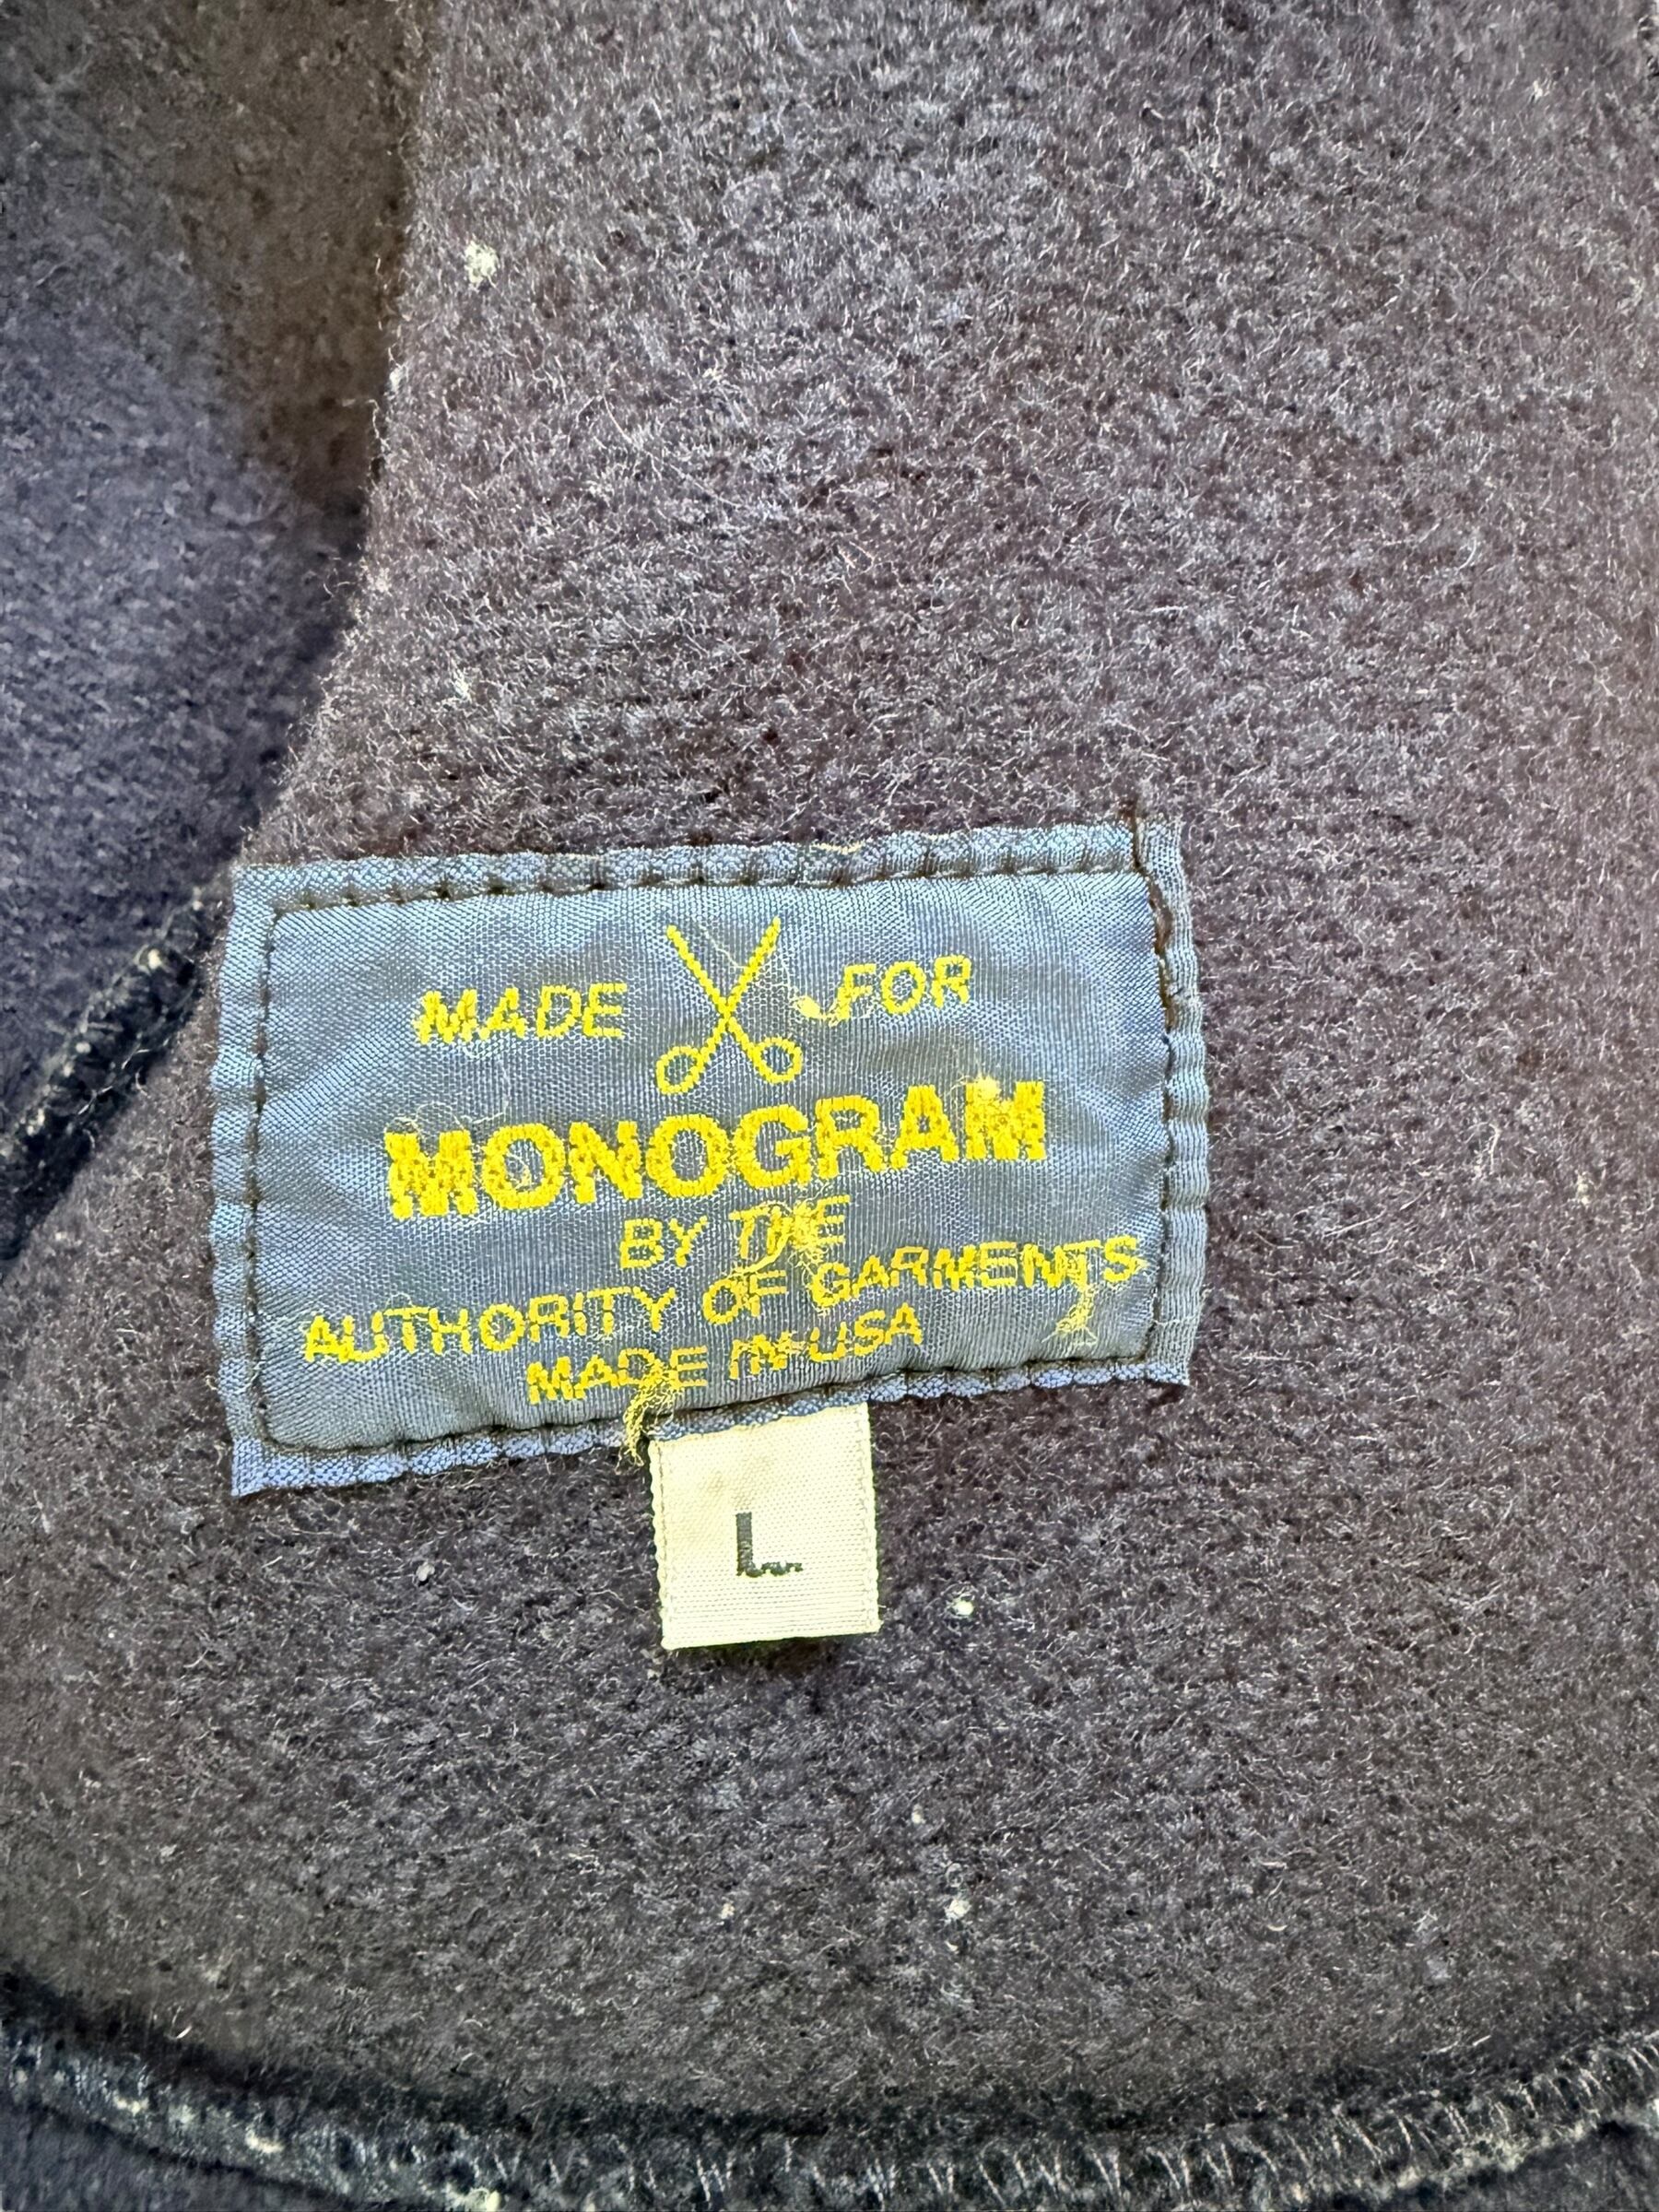 MADE FOR
MONOGRAM
BY THE
AUTHORITY OF GARMENTS
MADE IN USA
L